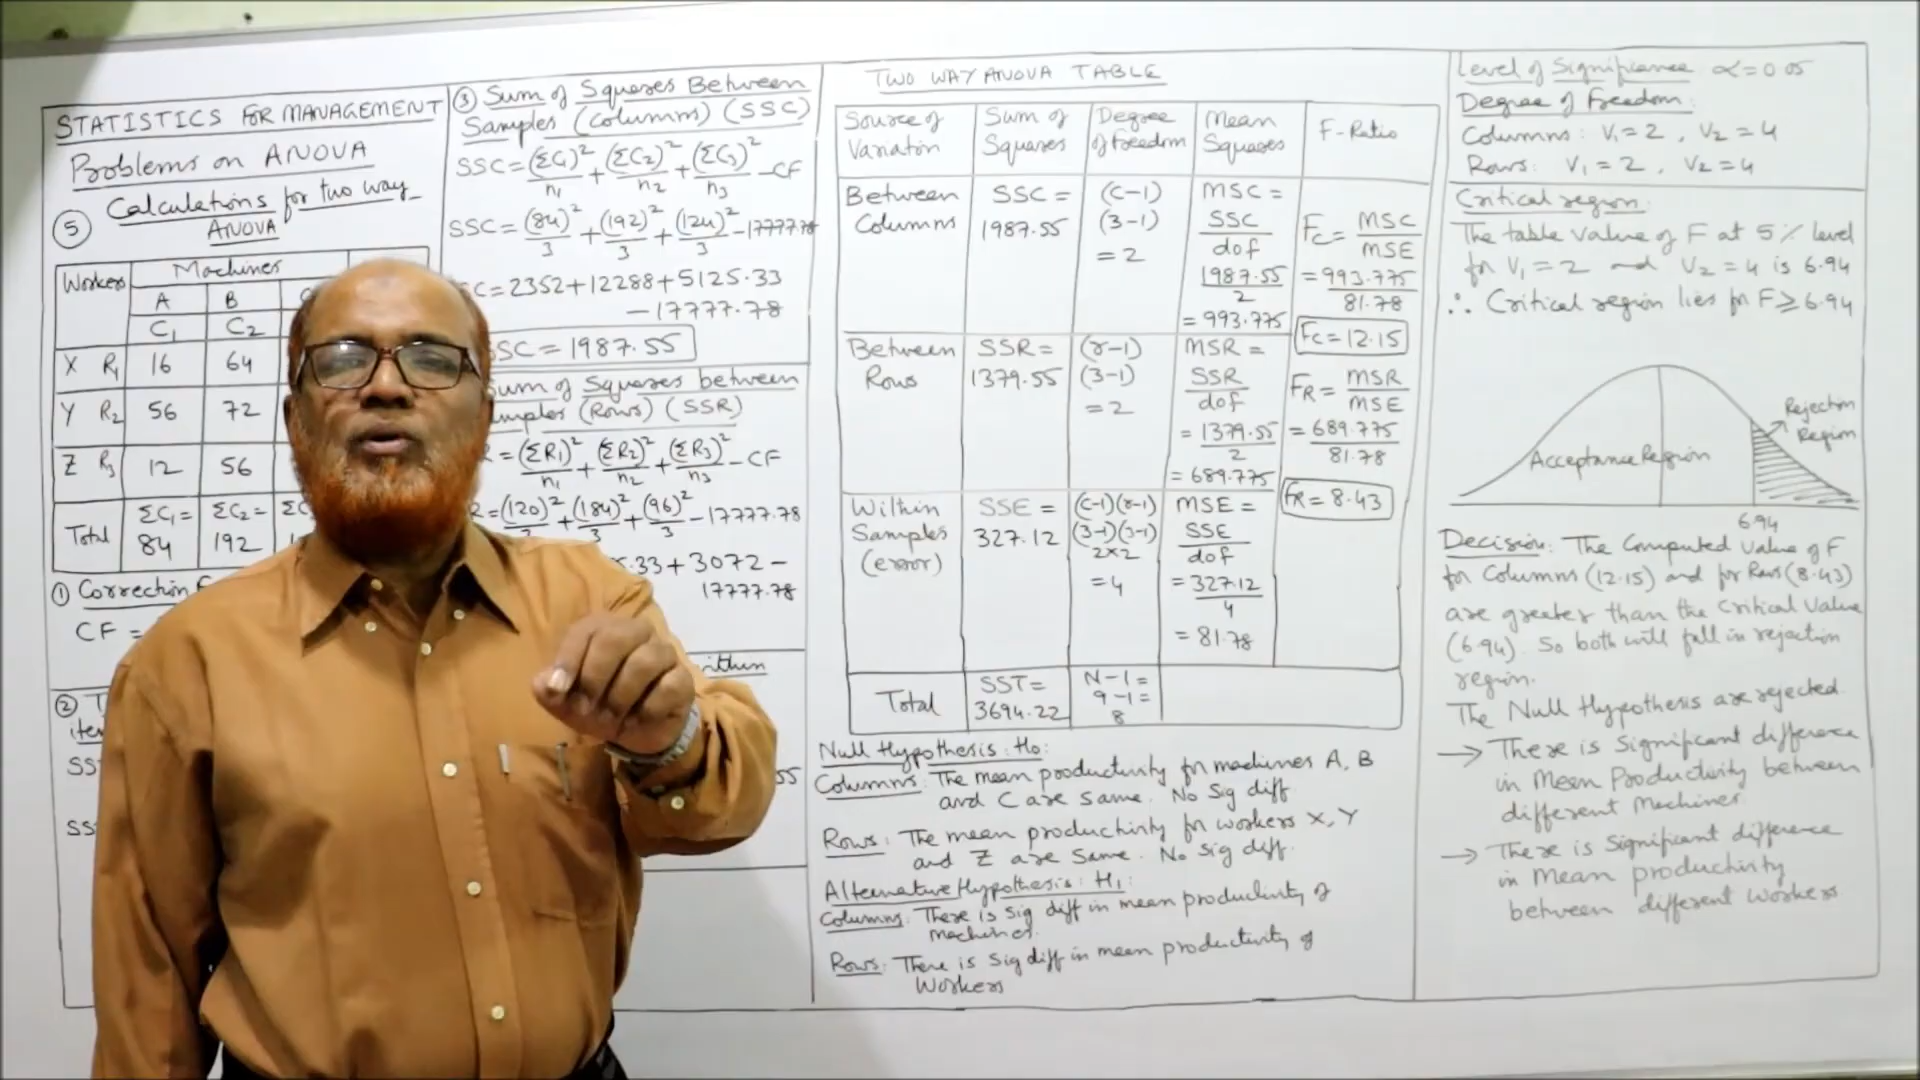 STATISTICS FOR MANAGEMENT
Problems on ANOVA
⑤ Calculations for two way
ANOVA
Workers Machines
A B
C₁ C₂
X R₁ 16 64
Y R₂ 56 72
Z R₃ 12 56
Total ΣC₁= ΣC₂=
84 192
① Correction
CF =
②
③ Sum of Squares Between
Samples (Columns) (SSC)
SSC = (ΣC₁)²/n₁ + (ΣC₂)²/n₂ + (ΣC₃)²/n₃ - CF
SSC = (84)²/3 + (192)²/3 + (124)²/3 - 17777.78
= 2352 + 12288 + 5125.33
- 17777.78
SSC = 1987.55
Sum of Squares between
(Rows) (SSR)
= (ΣR₁)²/n₁ + (ΣR₂)²/n₂ + (ΣR₃)²/n₃ - CF
= (120)²/3 + (184)²/3 + (96)²/3 - 17777.78
.33 + 3072 -
17777.78
TWO WAY ANOVA TABLE
Source of Variation Sum of Squares Degree of freedom Mean Squares F-Ratio
Between Columns SSC = 1987.55 (C-1) (3-1) = 2 MSC = SSC/dof 1987.55/2 = 993.775 Fc = MSC/MSE = 993.775/81.78 Fc = 12.15
Between Rows SSR = 1379.55 (r-1) (3-1) = 2 MSR = SSR/dof = 1379.55/2 = 689.775 FR = MSR/MSE = 689.775/81.78 FR = 8.43
Within Samples (error) SSE = 327.12 (C-1)(r-1) (3-1)(3-1) 2×2 = 4 MSE = SSE/dof = 327.12/4 = 81.78
Total SST = 3694.22 N-1 = 9-1 = 8
Null Hypothesis: H₀:
Columns: The mean productivity for machines A, B
and C are same. No Sig diff
Rows: The mean productivity for workers X, Y
and Z are same. No sig diff.
Alternative Hypothesis: H₁:
Columns: There is sig diff in mean productivity of
machines.
Rows: There is Sig diff in mean productivity of
Workers
Level of Significance α = 0.05
Degree of freedom:
Columns: V₁ = 2, V₂ = 4
Rows: V₁ = 2, V₂ = 4
Critical region:
The table value of F at 5% level
for V₁ = 2 and V₂ = 4 is 6.94
∴ Critical region lies for F ≥ 6.94
Rejection
Region
Acceptance Region
6.94
Decision: The Computed value of F
for Columns (12.15) and for Rows (8.43)
are greater than the Critical Value
(6.94). So both will fall in rejection
region.
The Null Hypothesis are rejected.
→ There is Significant difference
in Mean Productivity between
different Machines.
→ There is Significant difference
in Mean productivity
between different workers